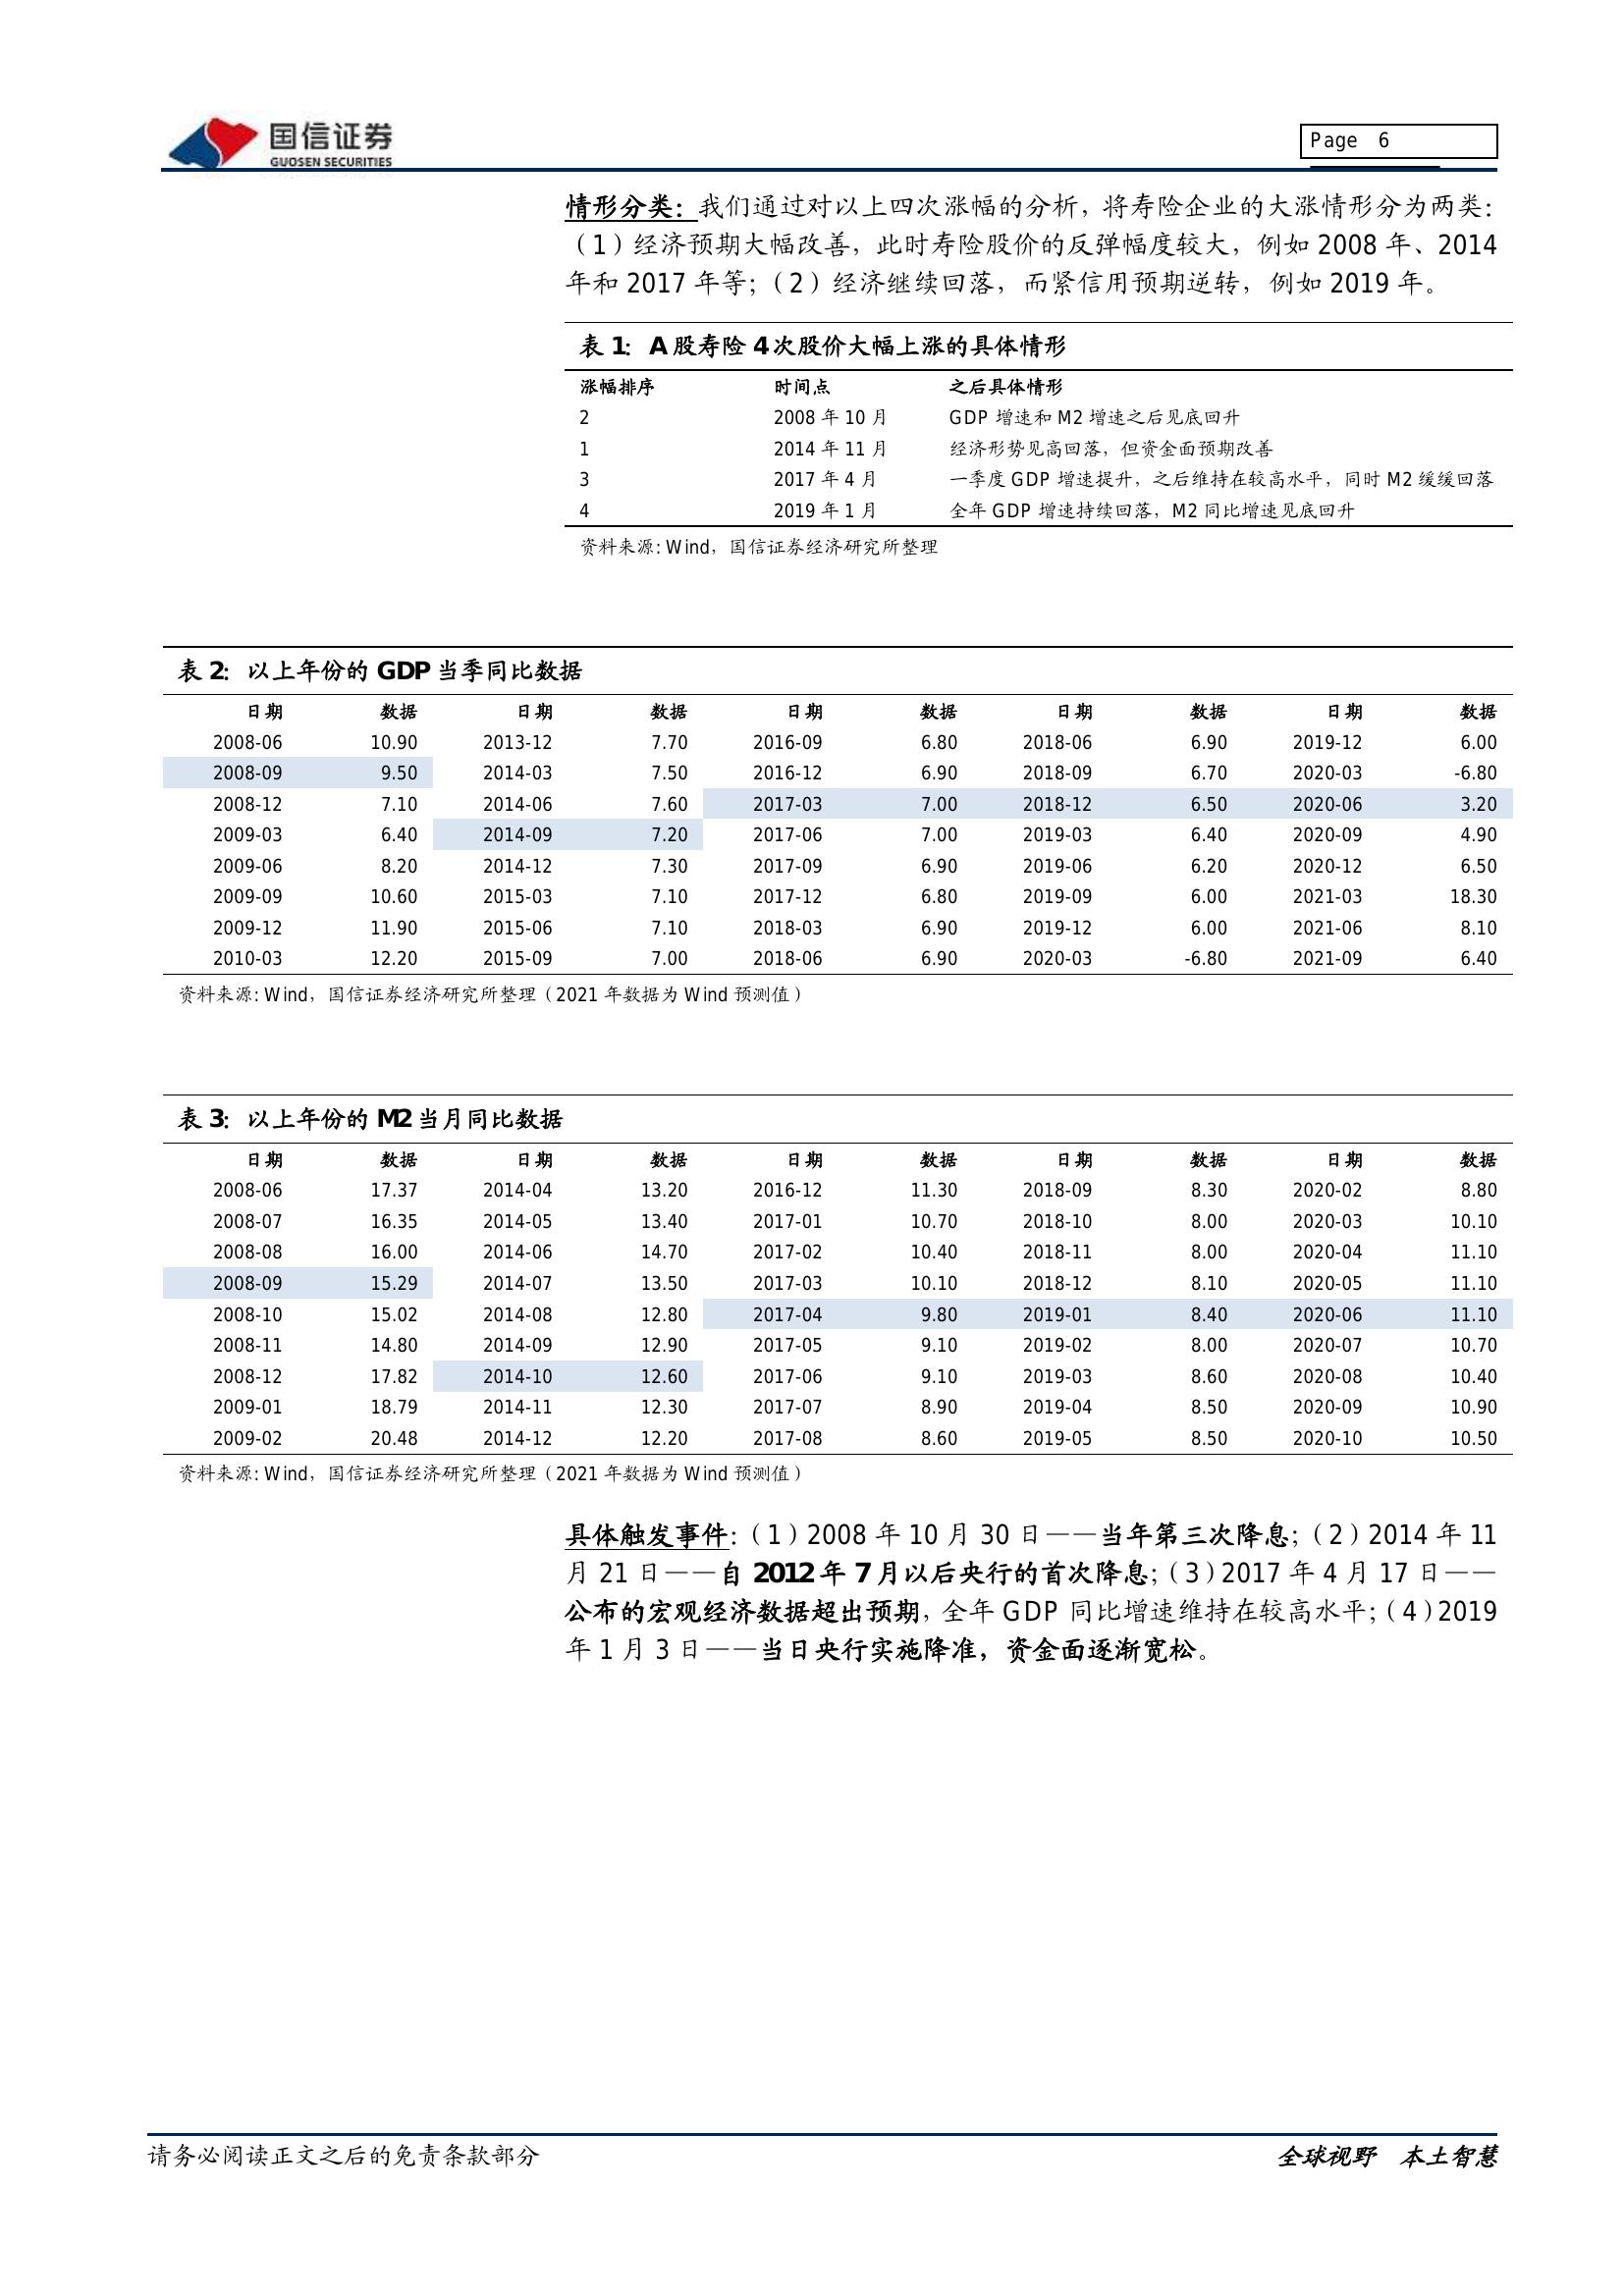 国信证券
GUOSEN SECURITIES
Page 6
情形分类：我们通过对以上四次涨幅的分析，将寿险企业的大涨情形分为两类：
（1）经济预期大幅改善，此时寿险股价的反弹幅度较大，例如 2008 年、2014
年和 2017 年等；（2）经济继续回落，而紧信用预期逆转，例如 2019 年。
表 1：A 股寿险 4 次股价大幅上涨的具体情形
涨幅排序 时间点 之后具体情形
2 2008 年 10 月 GDP 增速和 M2 增速之后见底回升
1 2014 年 11 月 经济形势见高回落，但资金面预期改善
3 2017 年 4 月 一季度 GDP 增速提升，之后维持在较高水平，同时 M2 缓缓回落
4 2019 年 1 月 全年 GDP 增速持续回落，M2 同比增速见底回升
资料来源：Wind，国信证券经济研究所整理
表 2：以上年份的 GDP 当季同比数据
日期 数据 日期 数据 日期 数据 日期 数据 日期 数据
2008-06 10.90 2013-12 7.70 2016-09 6.80 2018-06 6.90 2019-12 6.00
2008-09 9.50 2014-03 7.50 2016-12 6.90 2018-09 6.70 2020-03 -6.80
2008-12 7.10 2014-06 7.60 2017-03 7.00 2018-12 6.50 2020-06 3.20
2009-03 6.40 2014-09 7.20 2017-06 7.00 2019-03 6.40 2020-09 4.90
2009-06 8.20 2014-12 7.30 2017-09 6.90 2019-06 6.20 2020-12 6.50
2009-09 10.60 2015-03 7.10 2017-12 6.80 2019-09 6.00 2021-03 18.30
2009-12 11.90 2015-06 7.10 2018-03 6.90 2019-12 6.00 2021-06 8.10
2010-03 12.20 2015-09 7.00 2018-06 6.90 2020-03 -6.80 2021-09 6.40
资料来源：Wind，国信证券经济研究所整理（2021 年数据为 Wind 预测值）
表 3：以上年份的 M2 当月同比数据
日期 数据 日期 数据 日期 数据 日期 数据 日期 数据
2008-06 17.37 2014-04 13.20 2016-12 11.30 2018-09 8.30 2020-02 8.80
2008-07 16.35 2014-05 13.40 2017-01 10.70 2018-10 8.00 2020-03 10.10
2008-08 16.00 2014-06 14.70 2017-02 10.40 2018-11 8.00 2020-04 11.10
2008-09 15.29 2014-07 13.50 2017-03 10.10 2018-12 8.10 2020-05 11.10
2008-10 15.02 2014-08 12.80 2017-04 9.80 2019-01 8.40 2020-06 11.10
2008-11 14.80 2014-09 12.90 2017-05 9.10 2019-02 8.00 2020-07 10.70
2008-12 17.82 2014-10 12.60 2017-06 9.10 2019-03 8.60 2020-08 10.40
2009-01 18.79 2014-11 12.30 2017-07 8.90 2019-04 8.50 2020-09 10.90
2009-02 20.48 2014-12 12.20 2017-08 8.60 2019-05 8.50 2020-10 10.50
资料来源：Wind，国信证券经济研究所整理（2021 年数据为 Wind 预测值）
具体触发事件：（1）2008 年 10 月 30 日——当年第三次降息；（2）2014 年 11
月 21 日——自 2012 年 7 月以后央行的首次降息；（3）2017 年 4 月 17 日——
公布的宏观经济数据超出预期，全年 GDP 同比增速维持在较高水平；（4）2019
年 1 月 3 日——当日央行实施降准，资金面逐渐宽松。
请务必阅读正文之后的免责条款部分
全球视野 本土智慧